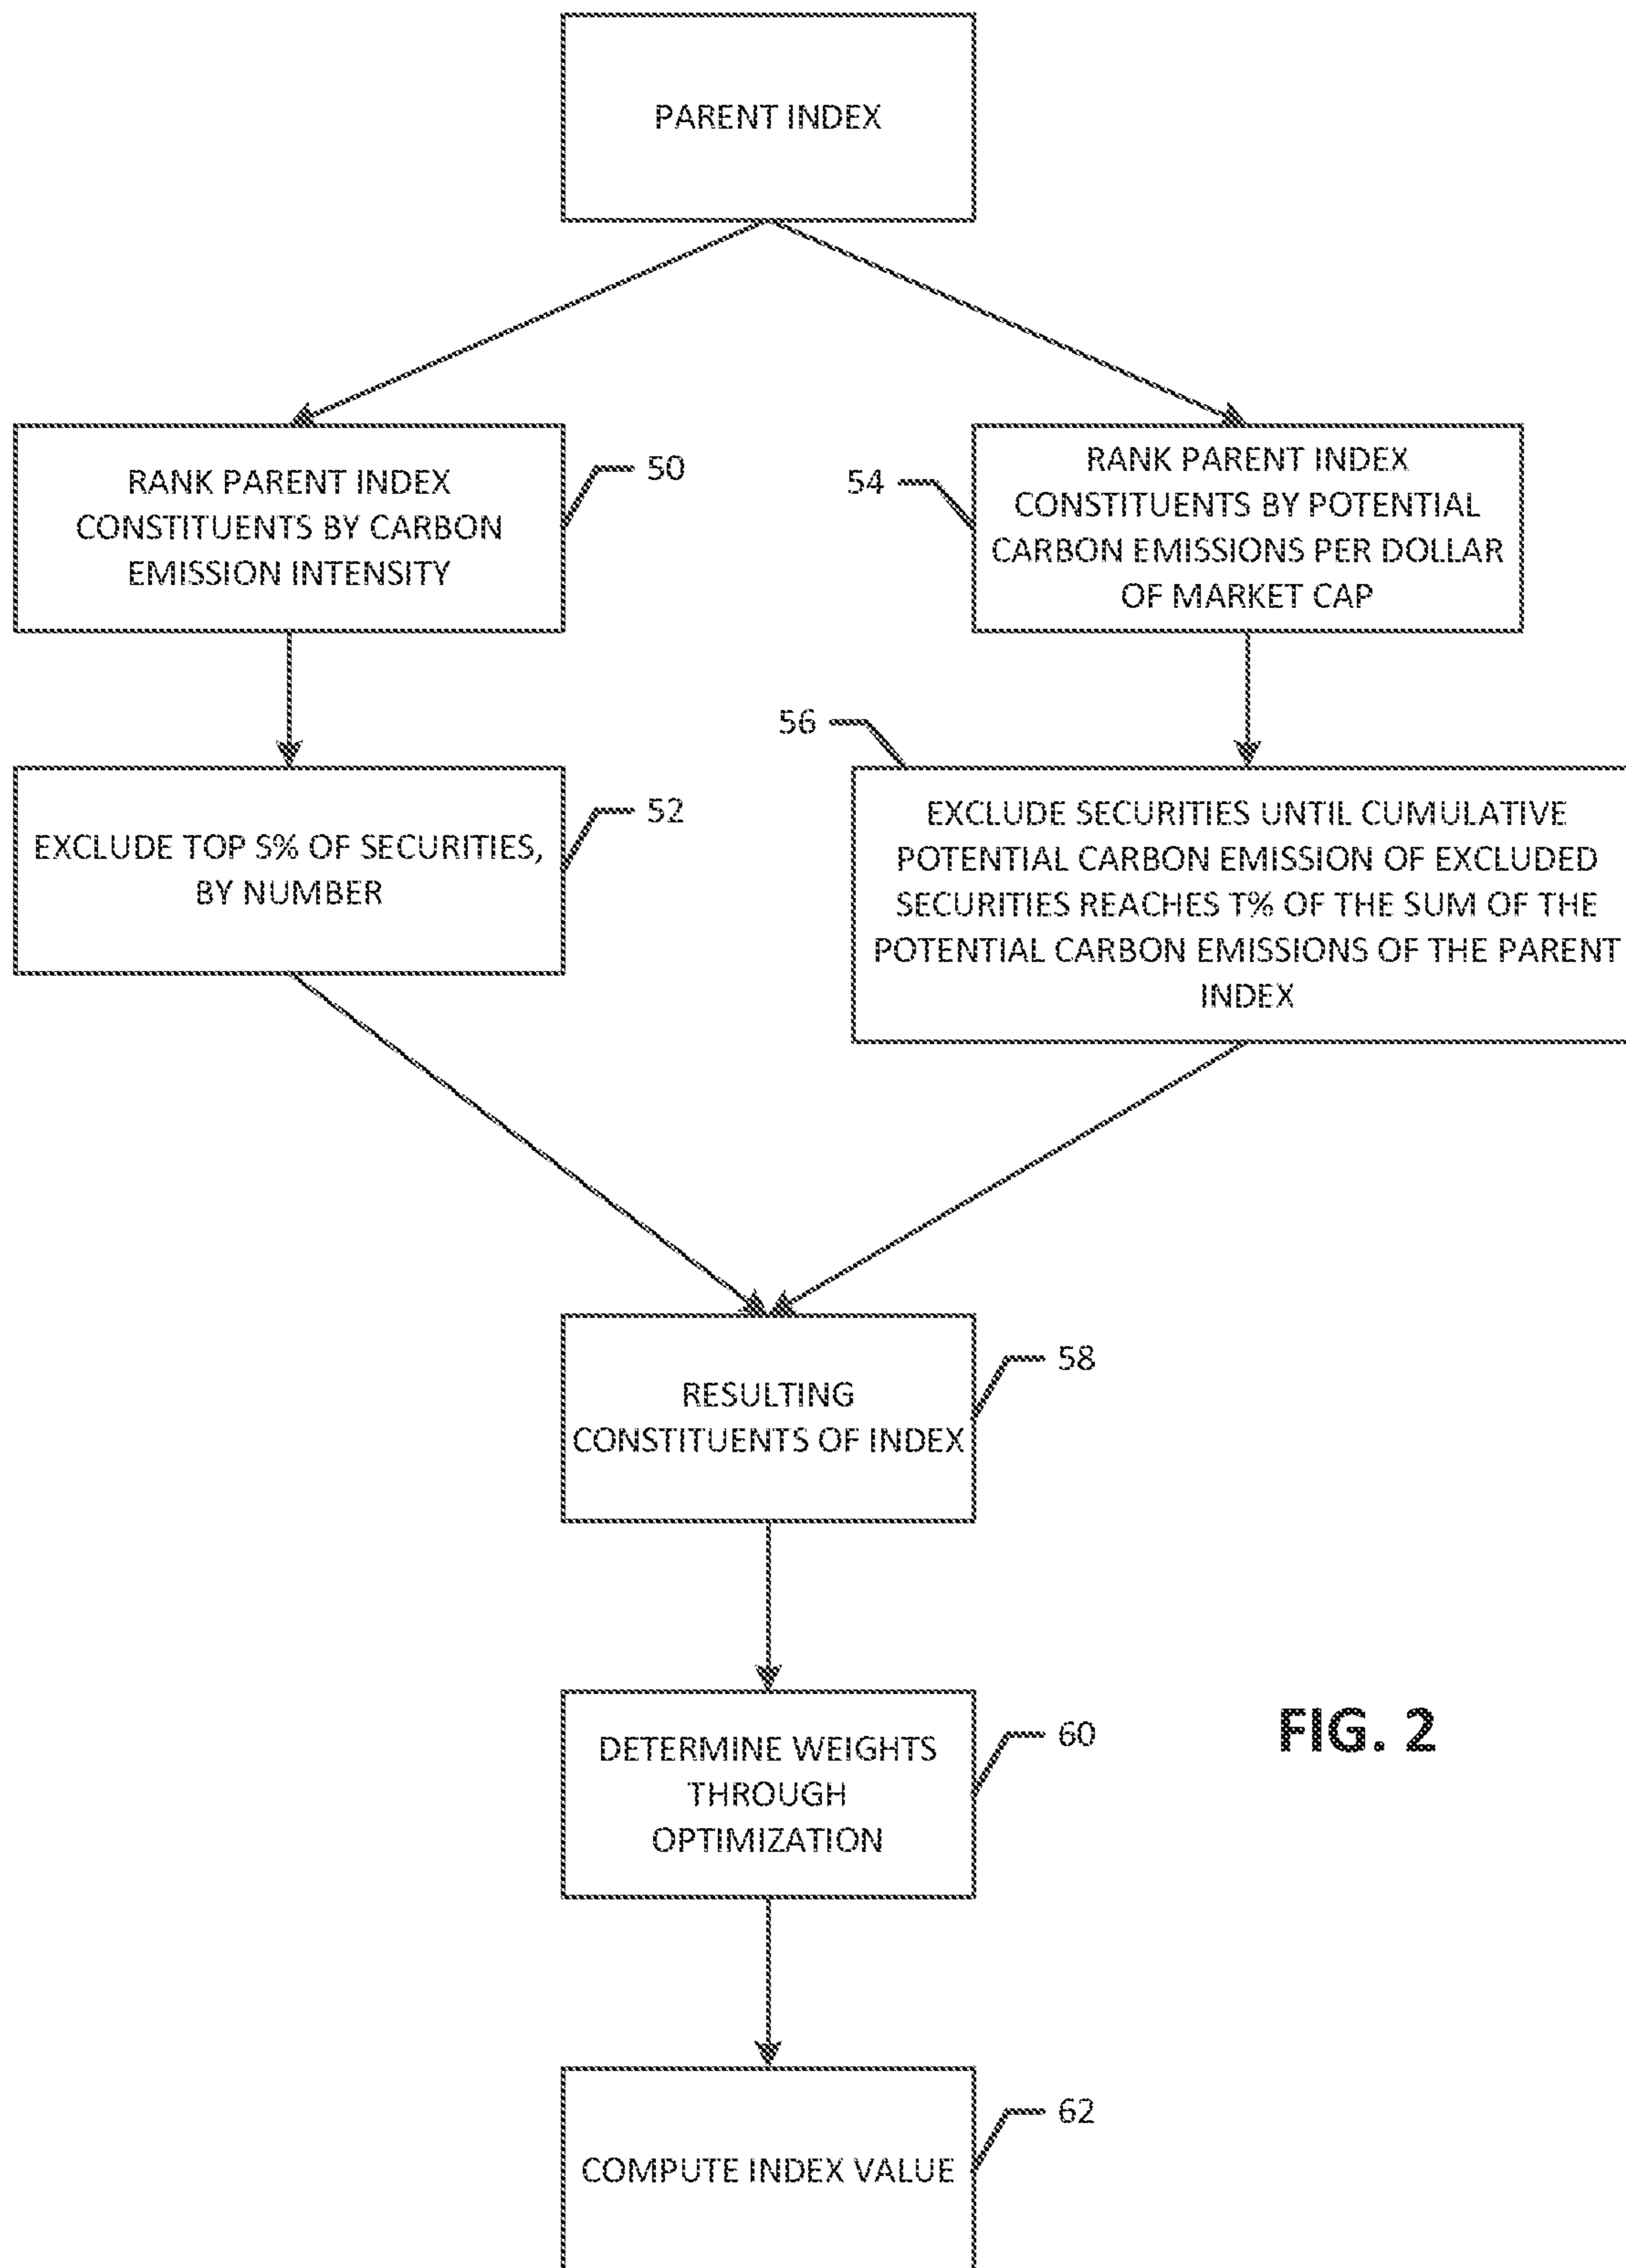 PARENT INDEX
RANK PARENT INDEX
CONSTITUENTS BY CARBON
EMISSION INTENSITY
50
54
RANK PARENT INDEX
CONSTITUENTS BY POTENTIAL
CARBON EMISSIONS PER DOLLAR
OF MARKET CAP
EXCLUDE TOP S% OF SECURITIES,
BY NUMBER
52
56
EXCLUDE SECURITIES UNTIL CUMULATIVE
POTENTIAL CARBON EMISSION OF EXCLUDED
SECURITIES REACHES T% OF THE SUM OF THE
POTENTIAL CARBON EMISSIONS OF THE PARENT
INDEX
RESULTING
CONSTITUENTS OF INDEX
58
DETERMINE WEIGHTS
THROUGH
OPTIMIZATION
60
FIG. 2
COMPUTE INDEX VALUE
62